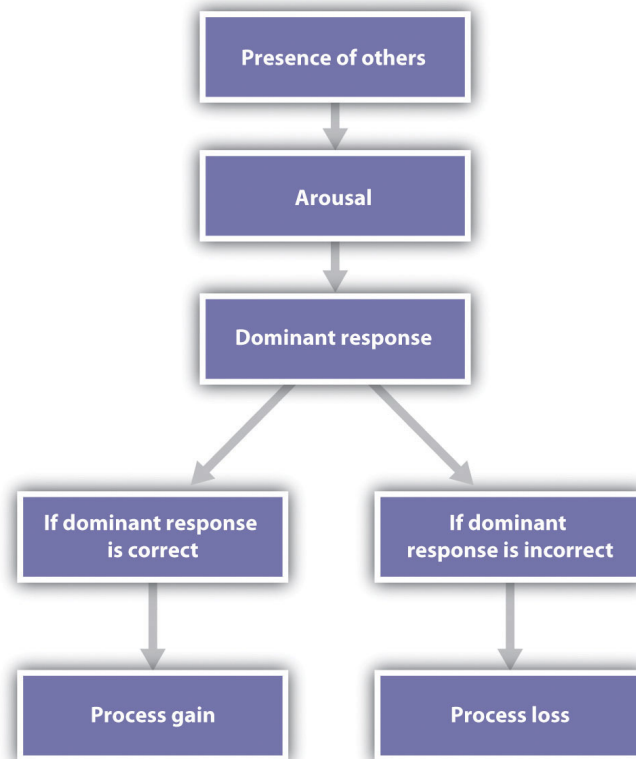 Presence of others
Arousal
Dominant response
If dominant response
is correct
If dominant
response is incorrect
Process gain
Process loss